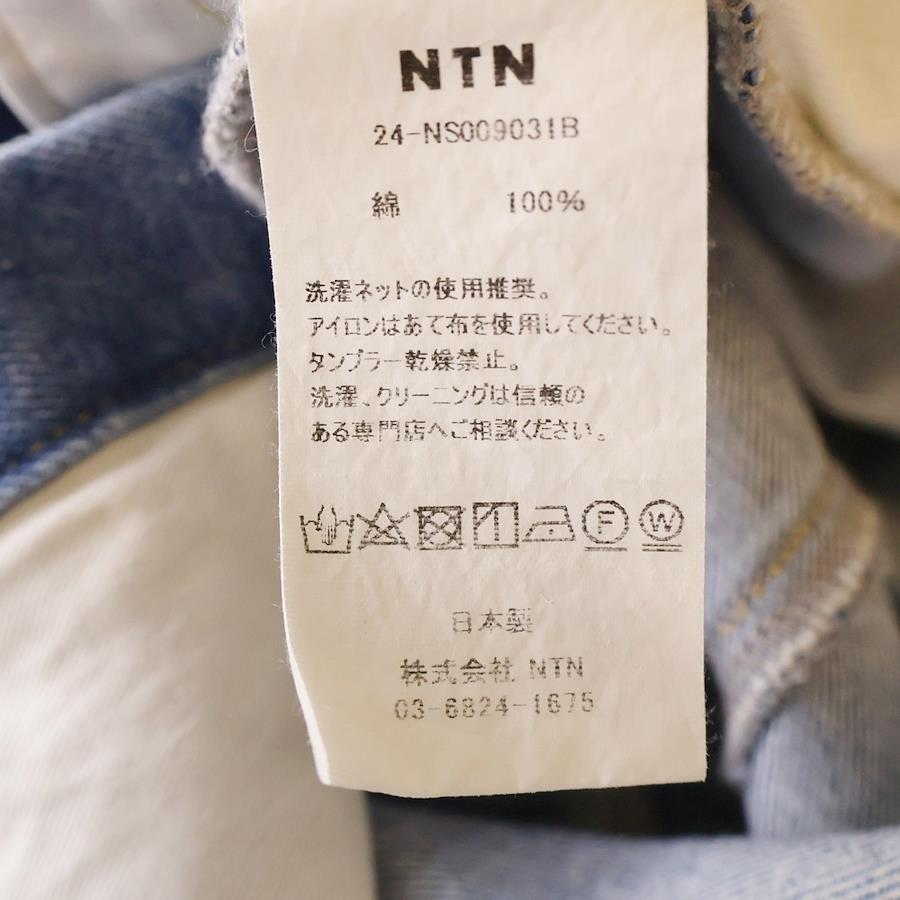 NTN
24-NS009031B
綿 100%
洗濯ネットの使用推奨。
アイロンはあて布を使用してください。
タンブラー乾燥禁止。
洗濯、クリーニングは信頼の
ある専門店へご相談ください。
F W
日本製
株式会社 NTN
03-6824-1675